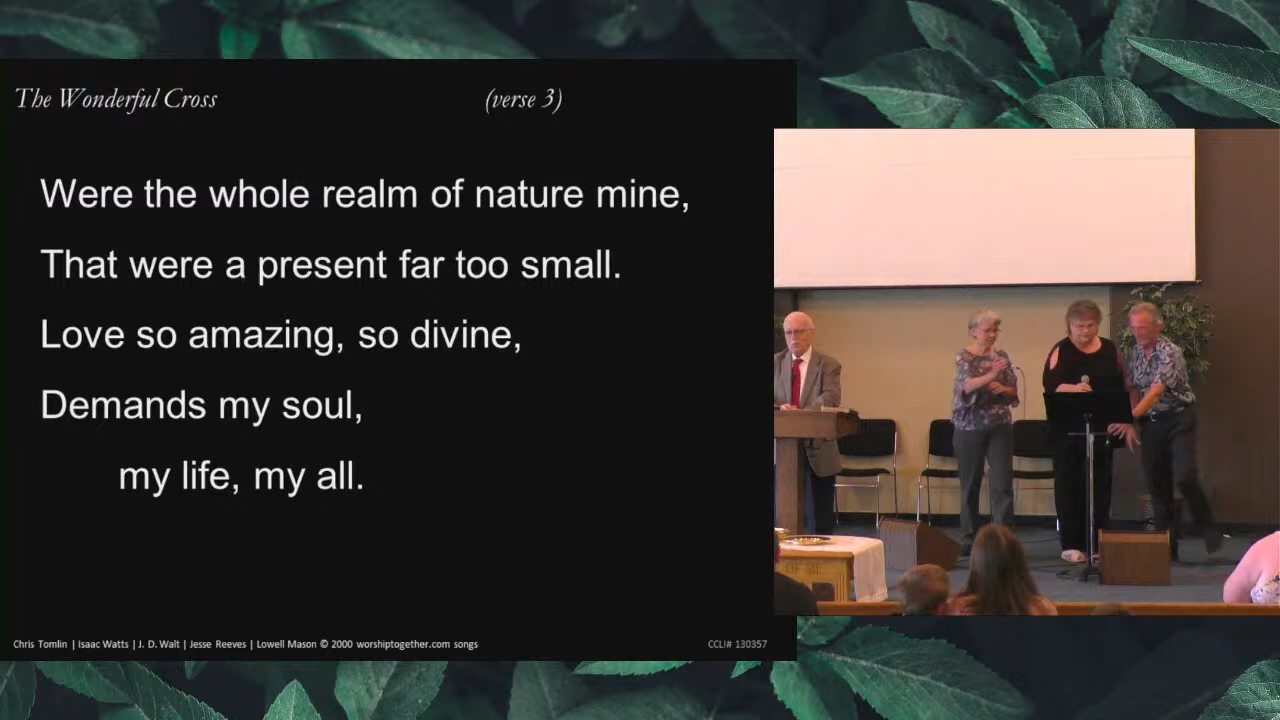 The Wonderful Cross (verse 3)
Were the whole realm of nature mine,
That were a present far too small.
Love so amazing, so divine,
Demands my soul,
my life, my all.
Chris Tomlin | Isaac Watts | J. D. Walt | Jesse Reeves | Lowell Mason © 2000 worshiptogether.com songs CCLI# 130357